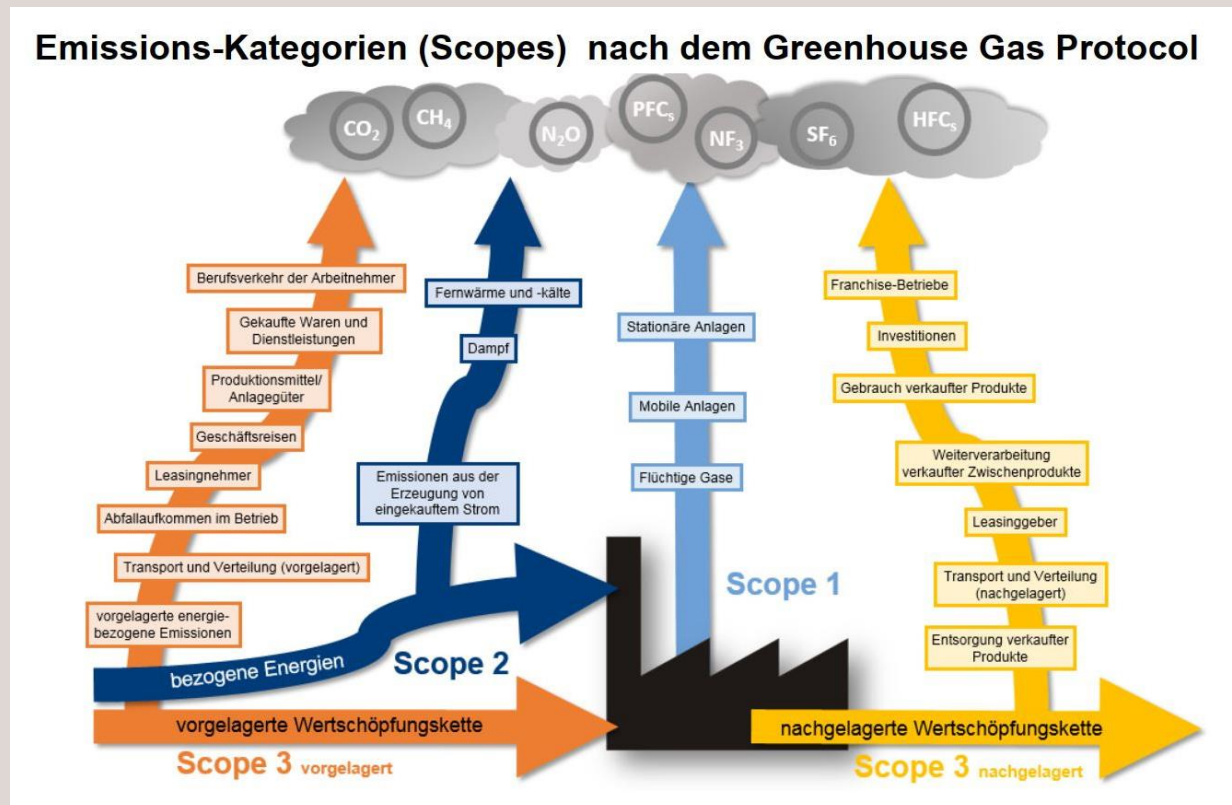 Emissions-Kategorien (Scopes) nach dem Greenhouse Gas Protocol
CO₂
CH₄
N₂O
PFCₛ
NF₃
SF₆
HFCₛ
Berufsverkehr der Arbeitnehmer
Gekaufte Waren und
Dienstleistungen
Produktionsmittel/
Anlagegüter
Geschäftsreisen
Leasingnehmer
Abfallaufkommen im Betrieb
Transport und Verteilung (vorgelagert)
vorgelagerte energie-
bezogene Emissionen
Fernwärme und -kälte
Dampf
Emissionen aus der
Erzeugung von
eingekauftem Strom
bezogene Energien
Scope 2
vorgelagerte Wertschöpfungskette
Scope 3 vorgelagert
Stationäre Anlagen
Mobile Anlagen
Flüchtige Gase
Scope 1
Franchise-Betriebe
Investitionen
Gebrauch verkaufter Produkte
Weiterverarbeitung
verkaufter Zwischenprodukte
Leasinggeber
Transport und Verteilung
(nachgelagert)
Entsorgung verkaufter
Produkte
nachgelagerte Wertschöpfungskette
Scope 3 nachgelagert